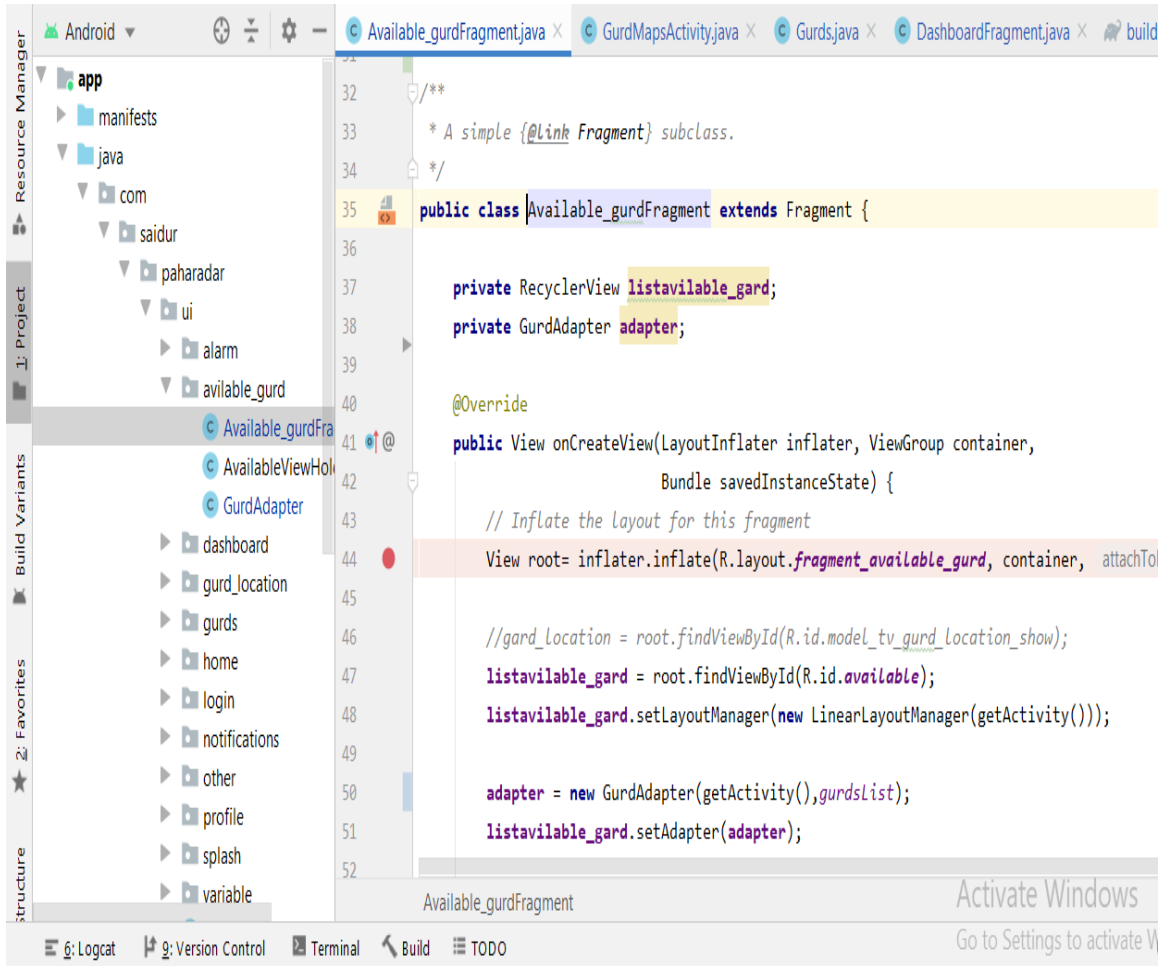 Android
Available_gurdFragment.java
GurdMapsActivity.java
Gurds.java
DashboardFragment.java
build
Resource Manager
1: Project
Build Variants
2: Favorites
Structure
app
manifests
java
com
saidur
paharadar
ui
alarm
avilable_gurd
Available_gurdFra
AvailableViewHol
GurdAdapter
dashboard
gurd_location
gurds
home
login
notifications
other
profile
splash
variable
31
32 /**
33 * A simple {@link Fragment} subclass.
34 */
35 public class Available_gurdFragment extends Fragment {
36
37 private RecyclerView listavilable_gard;
38 private GurdAdapter adapter;
39
40 @Override
41 @ public View onCreateView(LayoutInflater inflater, ViewGroup container,
42 Bundle savedInstanceState) {
43 // Inflate the layout for this fragment
44 View root= inflater.inflate(R.layout.fragment_available_gurd, container, attachTo
45
46 //gard_location = root.findViewById(R.id.model_tv_gurd_location_show);
47 listavilable_gard = root.findViewById(R.id.available);
48 listavilable_gard.setLayoutManager(new LinearLayoutManager(getActivity()));
49
50 adapter = new GurdAdapter(getActivity(),gurdsList);
51 listavilable_gard.setAdapter(adapter);
52
Available_gurdFragment
Activate Windows
Go to Settings to activate W
6: Logcat
9: Version Control
Terminal
Build
TODO